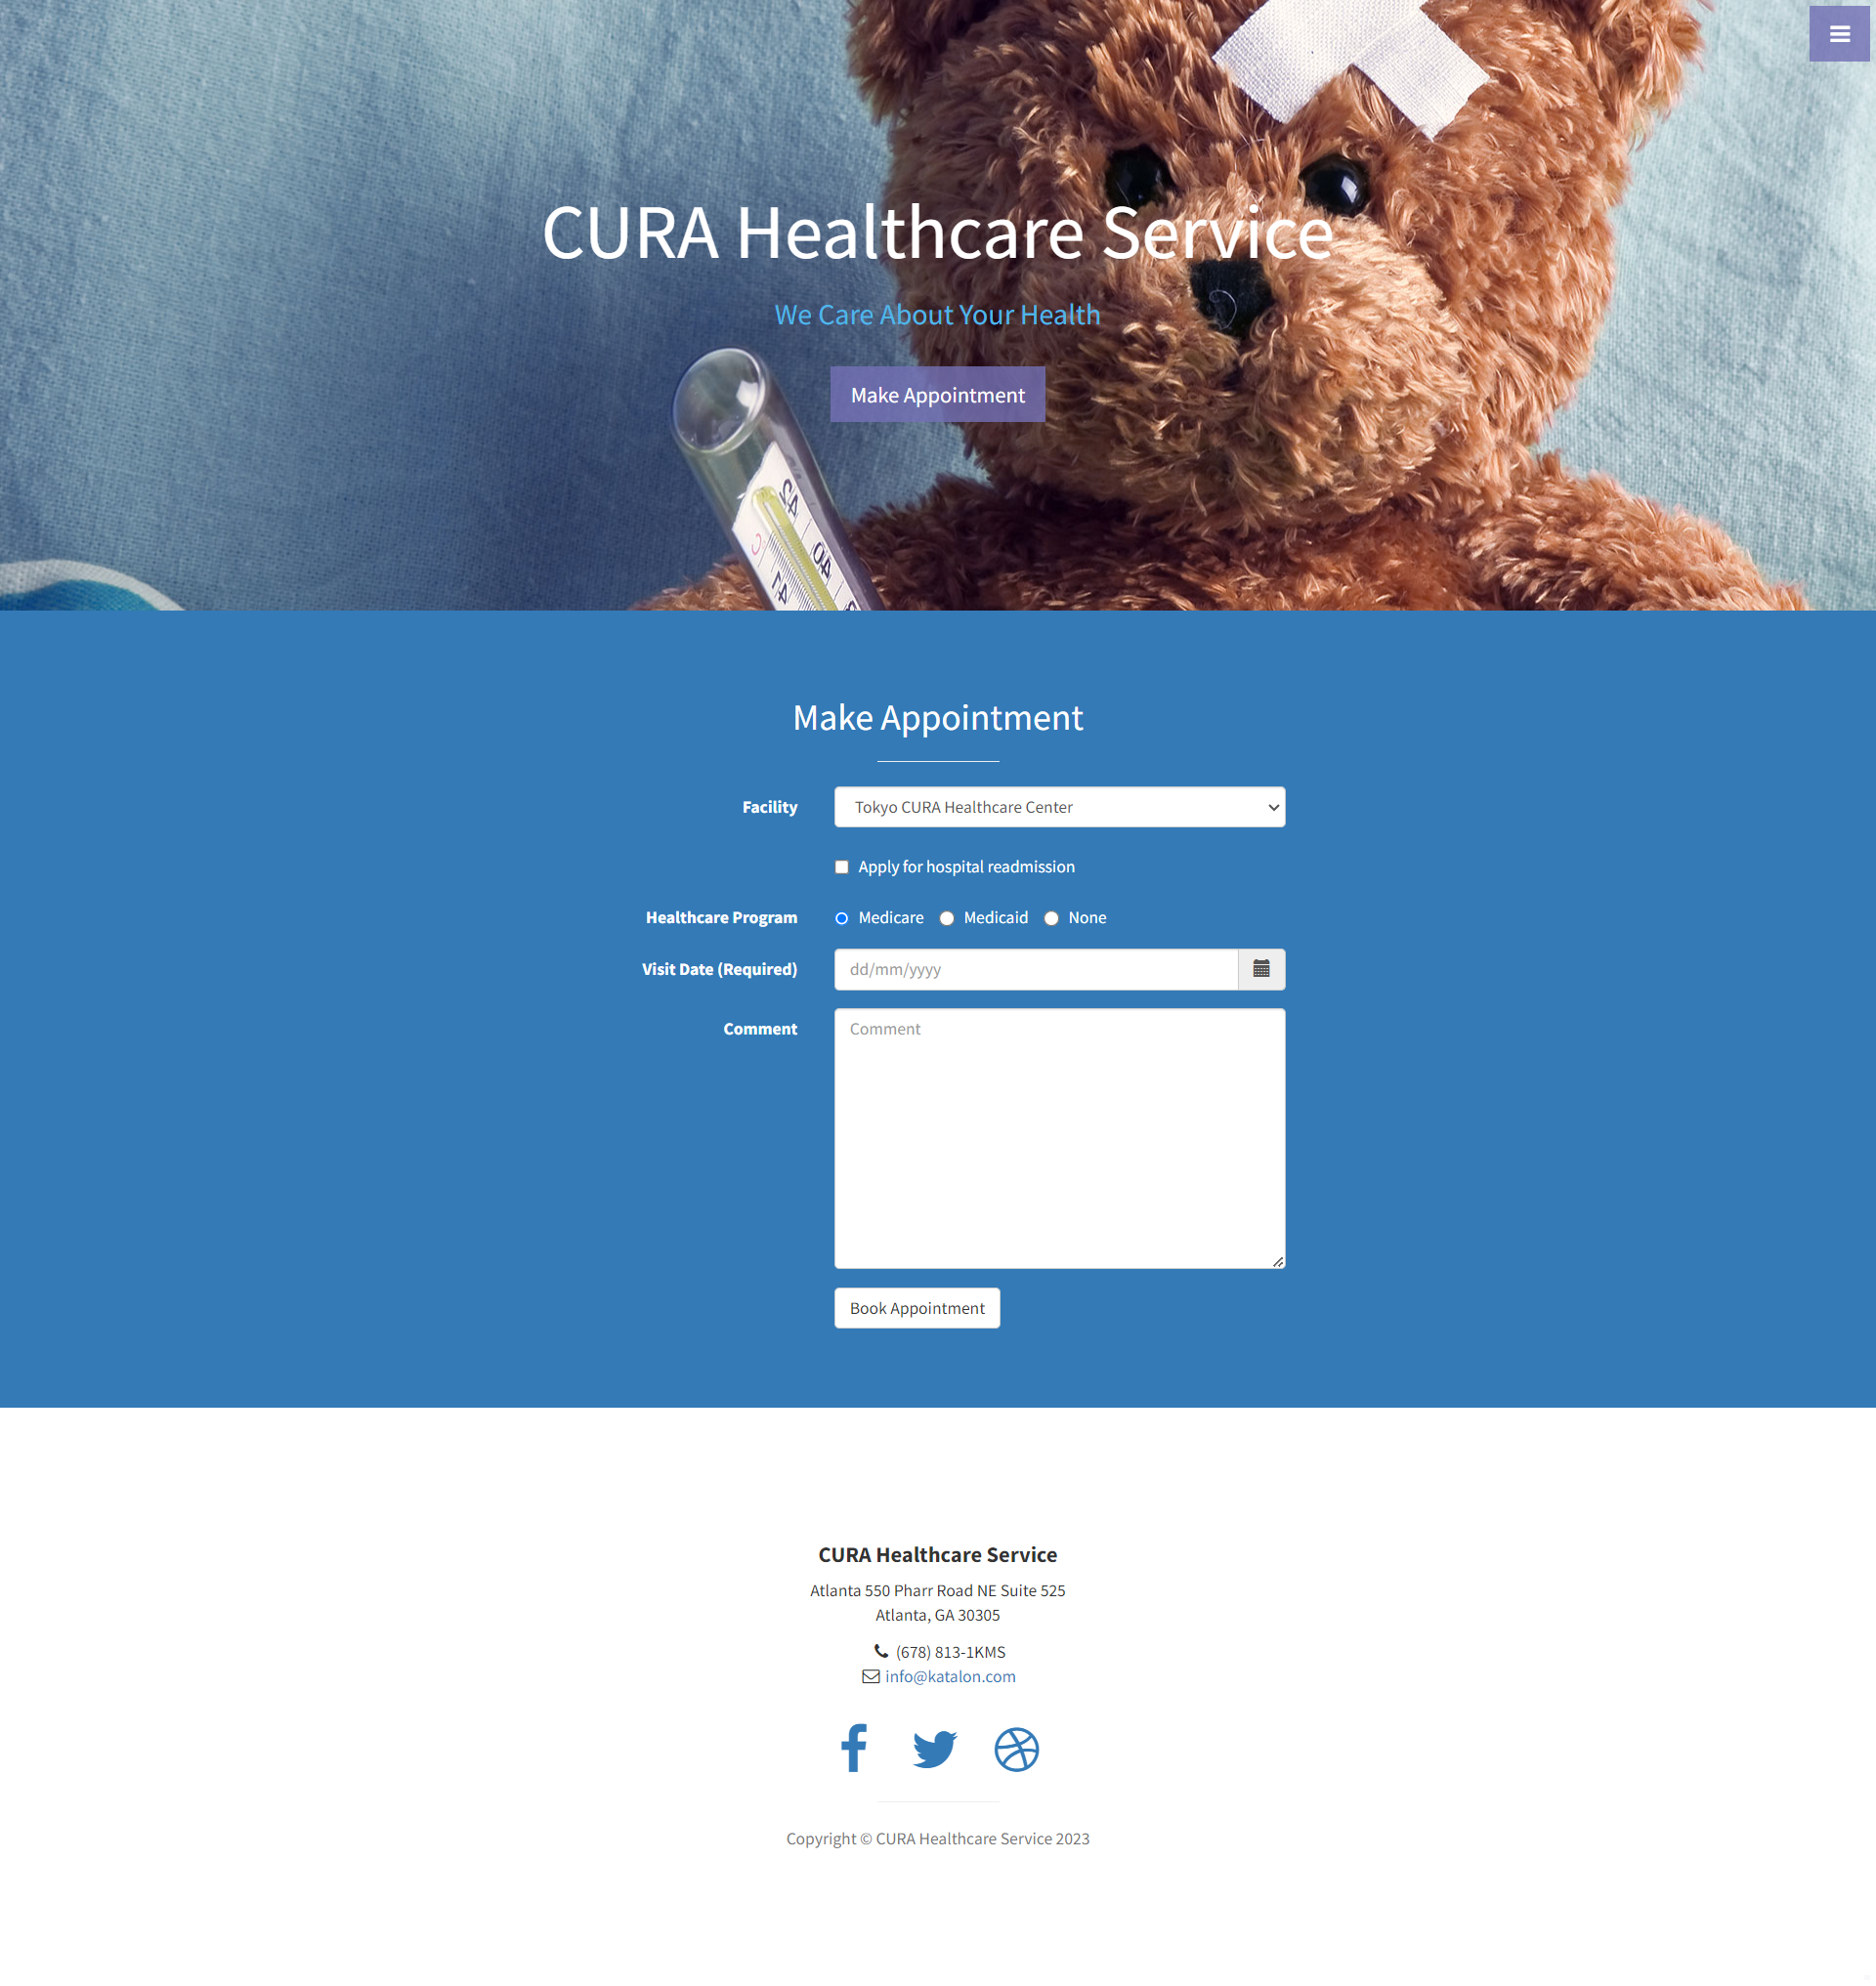 CURA Healthcare Service
We Care About Your Health
Make Appointment
42
40
41
C
Make Appointment
Facility
Tokyo CURA Healthcare Center
Apply for hospital readmission
Healthcare Program
Medicare
Medicaid
None
Visit Date (Required)
dd/mm/yyyy
Comment
Comment
Book Appointment
CURA Healthcare Service
Atlanta 550 Pharr Road NE Suite 525
Atlanta, GA 30305
(678) 813-1KMS
info@katalon.com
Copyright © CURA Healthcare Service 2023